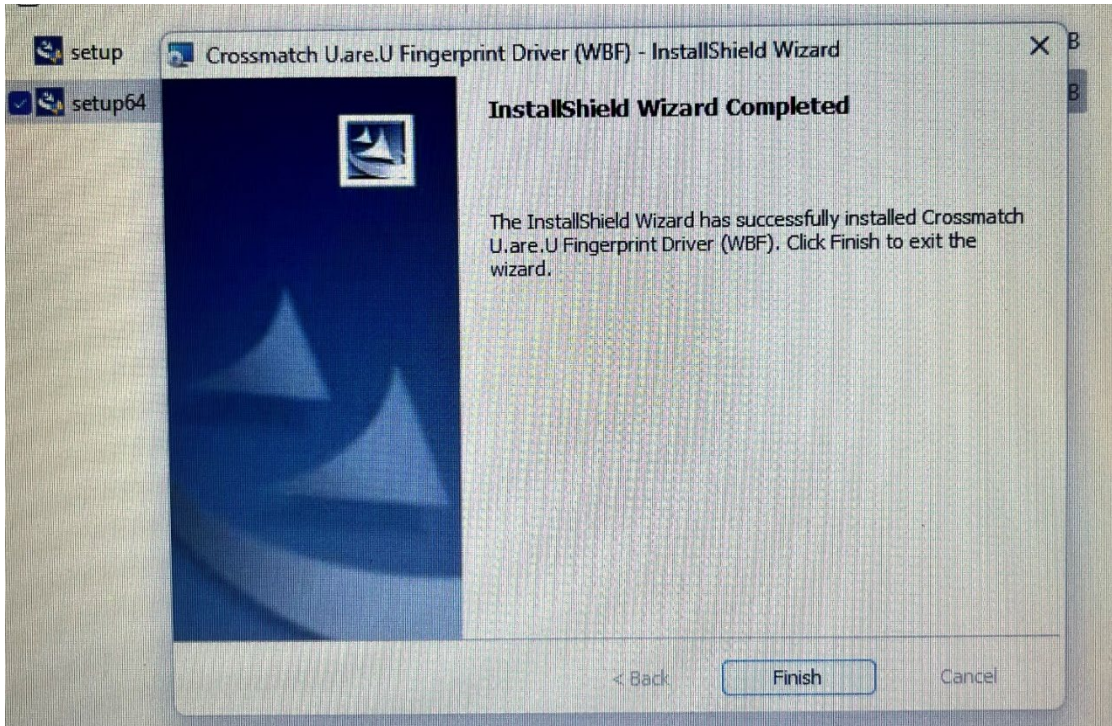 setup
setup64
Crossmatch U.are.U Fingerprint Driver (WBF) - InstallShield Wizard
B
B
InstallShield Wizard Completed
The InstallShield Wizard has successfully installed Crossmatch
U.are.U Fingerprint Driver (WBF). Click Finish to exit the
wizard.
< Back
Finish
Cancel